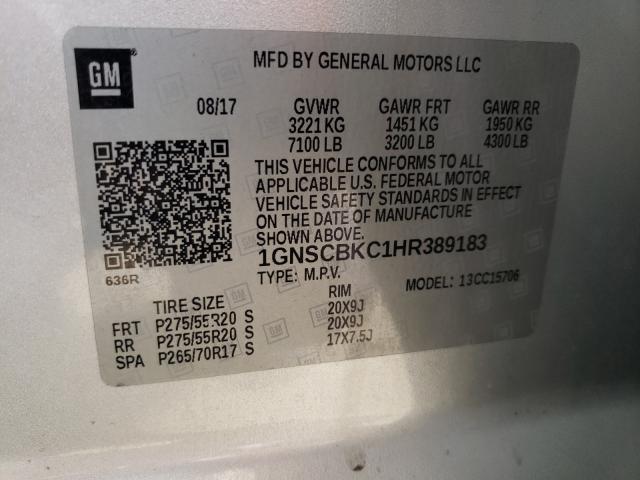 GM
MFD BY GENERAL MOTORS LLC
08/17 GVWR GAWR FRT GAWR RR
3221 KG 1451 KG 1950 KG
7100 LB 3200 LB 4300 LB
THIS VEHICLE CONFORMS TO ALL
APPLICABLE U.S. FEDERAL MOTOR
VEHICLE SAFETY STANDARDS IN EFFECT
ON THE DATE OF MANUFACTURE
SHOWN ABOVE.
1GNSCBKC1HR389183
636R
TYPE: M.P.V. MODEL: 13CC15706
TIRE SIZE RIM
FRT P275/55R20 S 20X9J
RR P275/55R20 S 20X9J
SPA P265/70R17 S 17X7.5J